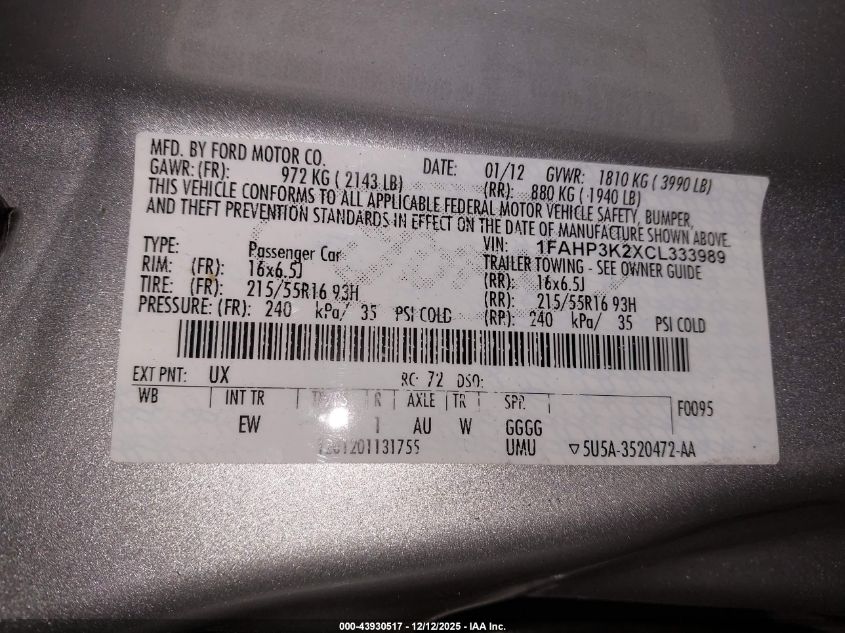 MFD. BY FORD MOTOR CO. DATE: 01/12 GVWR: 1810 KG ( 3990 LB)
GAWR: (FR): 972 KG ( 2143 LB) (RR): 880 KG ( 1940 LB)
THIS VEHICLE CONFORMS TO ALL APPLICABLE FEDERAL MOTOR VEHICLE SAFETY, BUMPER,
AND THEFT PREVENTION STANDARDS IN EFFECT ON THE DATE OF MANUFACTURE SHOWN ABOVE.
VIN: 1FAHP3K2XCL333989
TYPE: Passenger Car TRAILER TOWING - SEE OWNER GUIDE
RIM: (FR): 16x6.5J (RR): 16x6.5J
TIRE: (FR): 215/55R16 93H (RR): 215/55R16 93H
PRESSURE: (FR): 240 kPa/ 35 PSI COLD (RR): 240 kPa/ 35 PSI COLD
EXT PNT: UX RC: 72 DSO:
WB INT TR R AXLE TR SPR F0095
EW 1 AU W GGGG
UMU ▽5U5A-3520472-AA
000-43930517 - 12/12/2025 - IAA Inc.